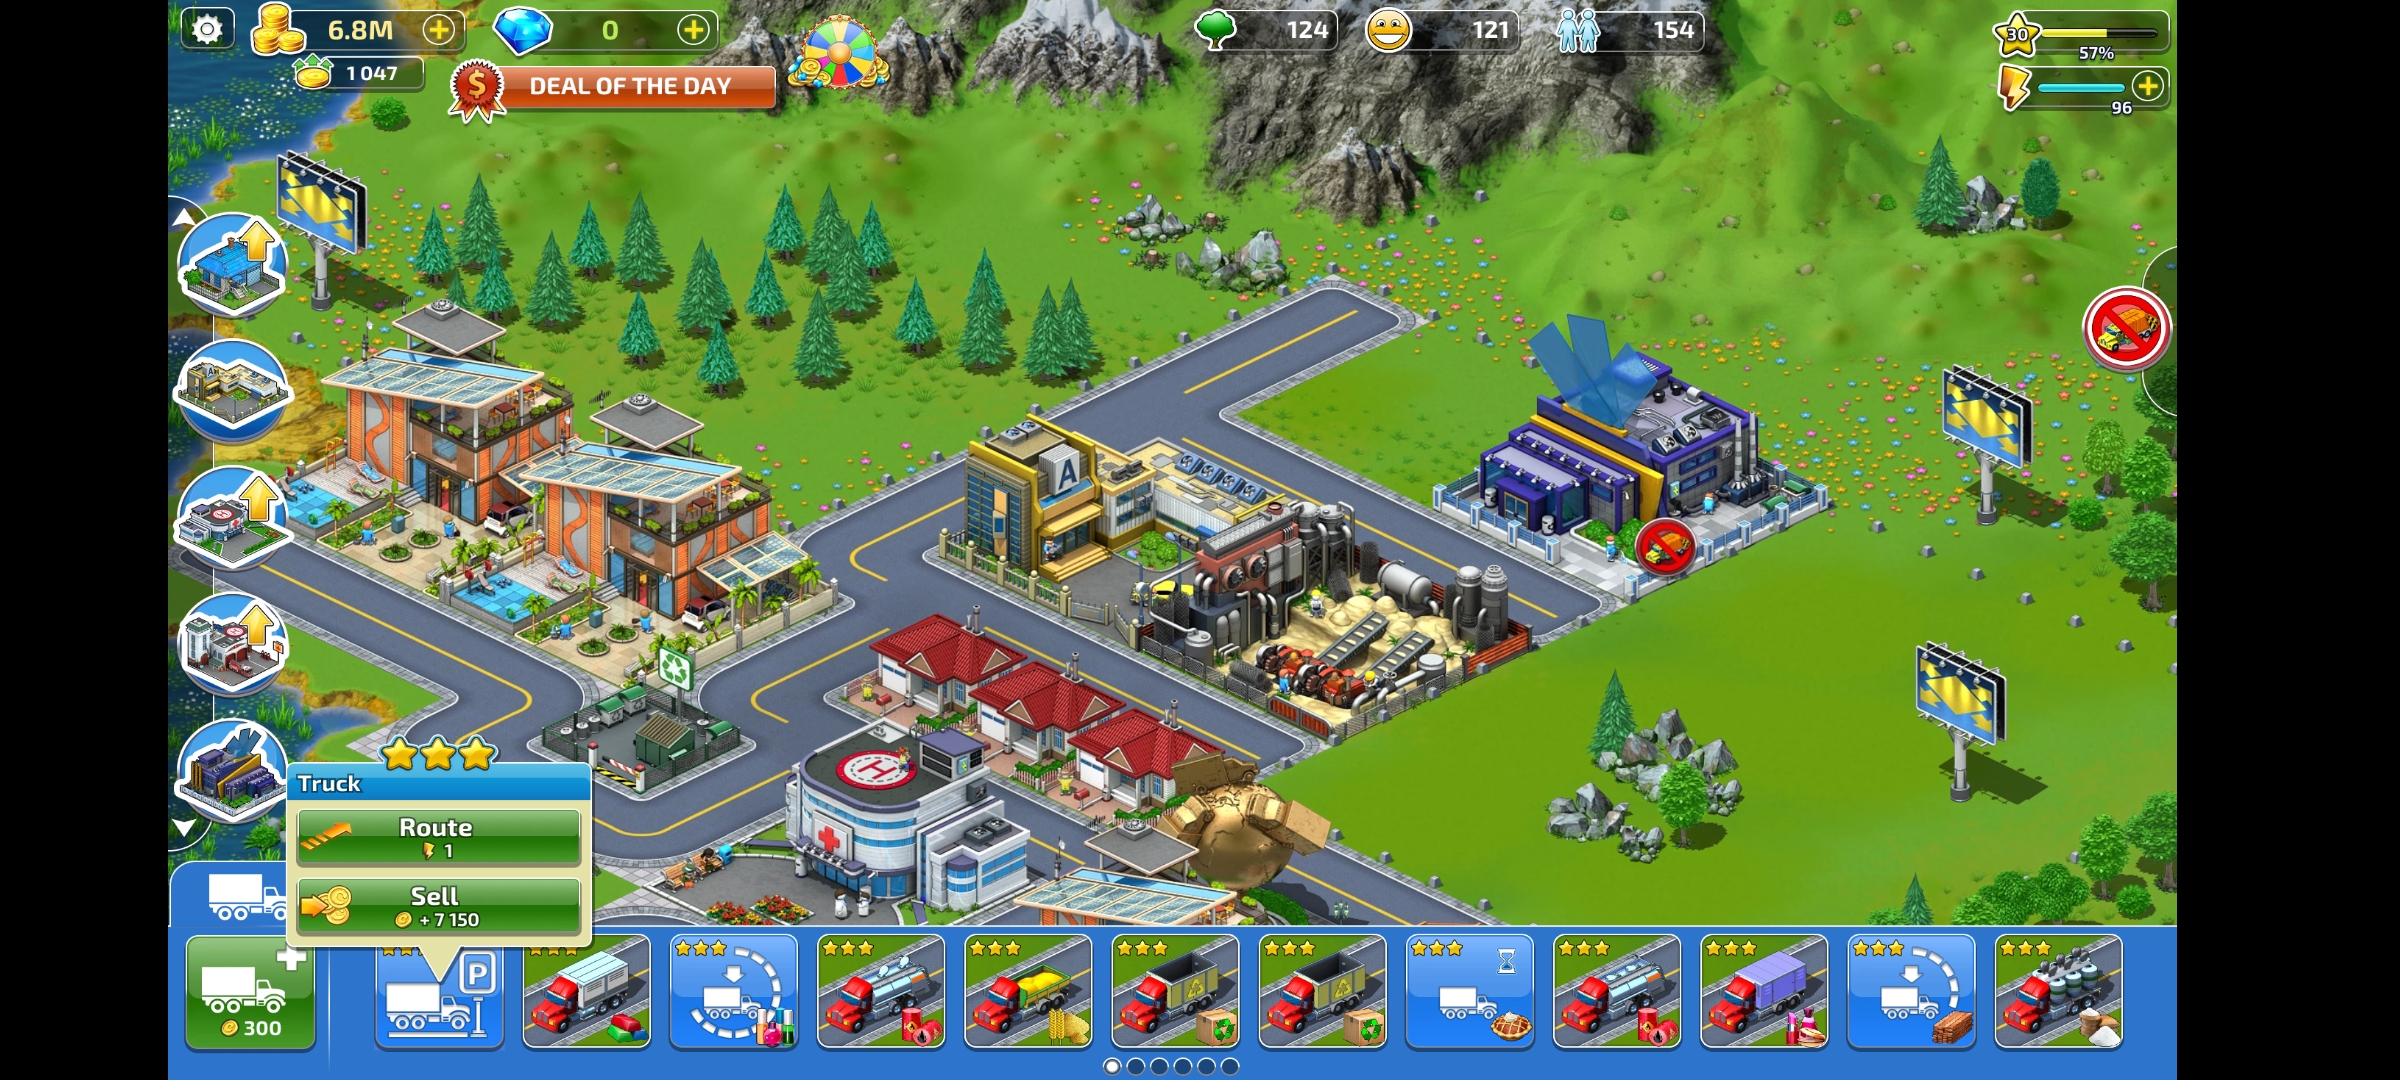 6.8M
0
124
121
154
30
57%
1 047
DEAL OF THE DAY
96
A
H
Truck
Route
1
Sell
+ 7 150
P
300